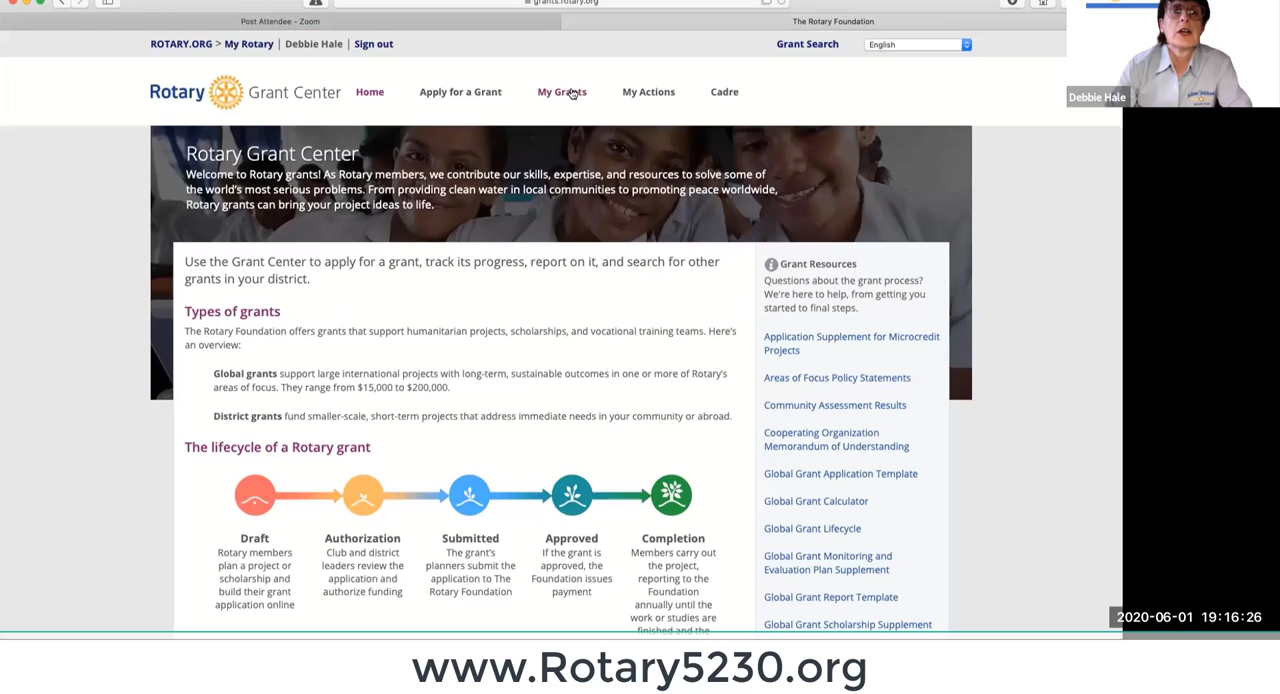 grants.rotary.org
Post Attendee - Zoom
The Rotary Foundation
ROTARY.ORG > My Rotary | Debbie Hale | Sign out
Grant Search
English
Rotary Grant Center
Home
Apply for a Grant
My Grants
My Actions
Cadre
Debbie Hale
Rotary Grant Center
Welcome to Rotary grants! As Rotary members, we contribute our skills, expertise, and resources to solve some of
the world's most serious problems. From providing clean water in local communities to promoting peace worldwide,
Rotary grants can bring your project ideas to life.
Use the Grant Center to apply for a grant, track its progress, report on it, and search for other
grants in your district.
Types of grants
The Rotary Foundation offers grants that support humanitarian projects, scholarships, and vocational training teams. Here's
an overview:
Global grants support large international projects with long-term, sustainable outcomes in one or more of Rotary's
areas of focus. They range from $15,000 to $200,000.
District grants fund smaller-scale, short-term projects that address immediate needs in your community or abroad.
The lifecycle of a Rotary grant
Draft
Rotary members
plan a project or
scholarship and
build their grant
application online
Authorization
Club and district
leaders review the
application and
authorize funding
Submitted
The grant's
planners submit the
application to The
Rotary Foundation
Approved
If the grant is
approved, the
Foundation issues
payment
Completion
Members carry out
the project,
reporting to the
Foundation
annually until the
work or studies are
finished and the
Grant Resources
Questions about the grant process?
We're here to help, from getting you
started to final steps.
Application Supplement for Microcredit
Projects
Areas of Focus Policy Statements
Community Assessment Results
Cooperating Organization
Memorandum of Understanding
Global Grant Application Template
Global Grant Calculator
Global Grant Lifecycle
Global Grant Monitoring and
Evaluation Plan Supplement
Global Grant Report Template
Global Grant Scholarship Supplement
2020-06-01 19:16:26
www.Rotary5230.org